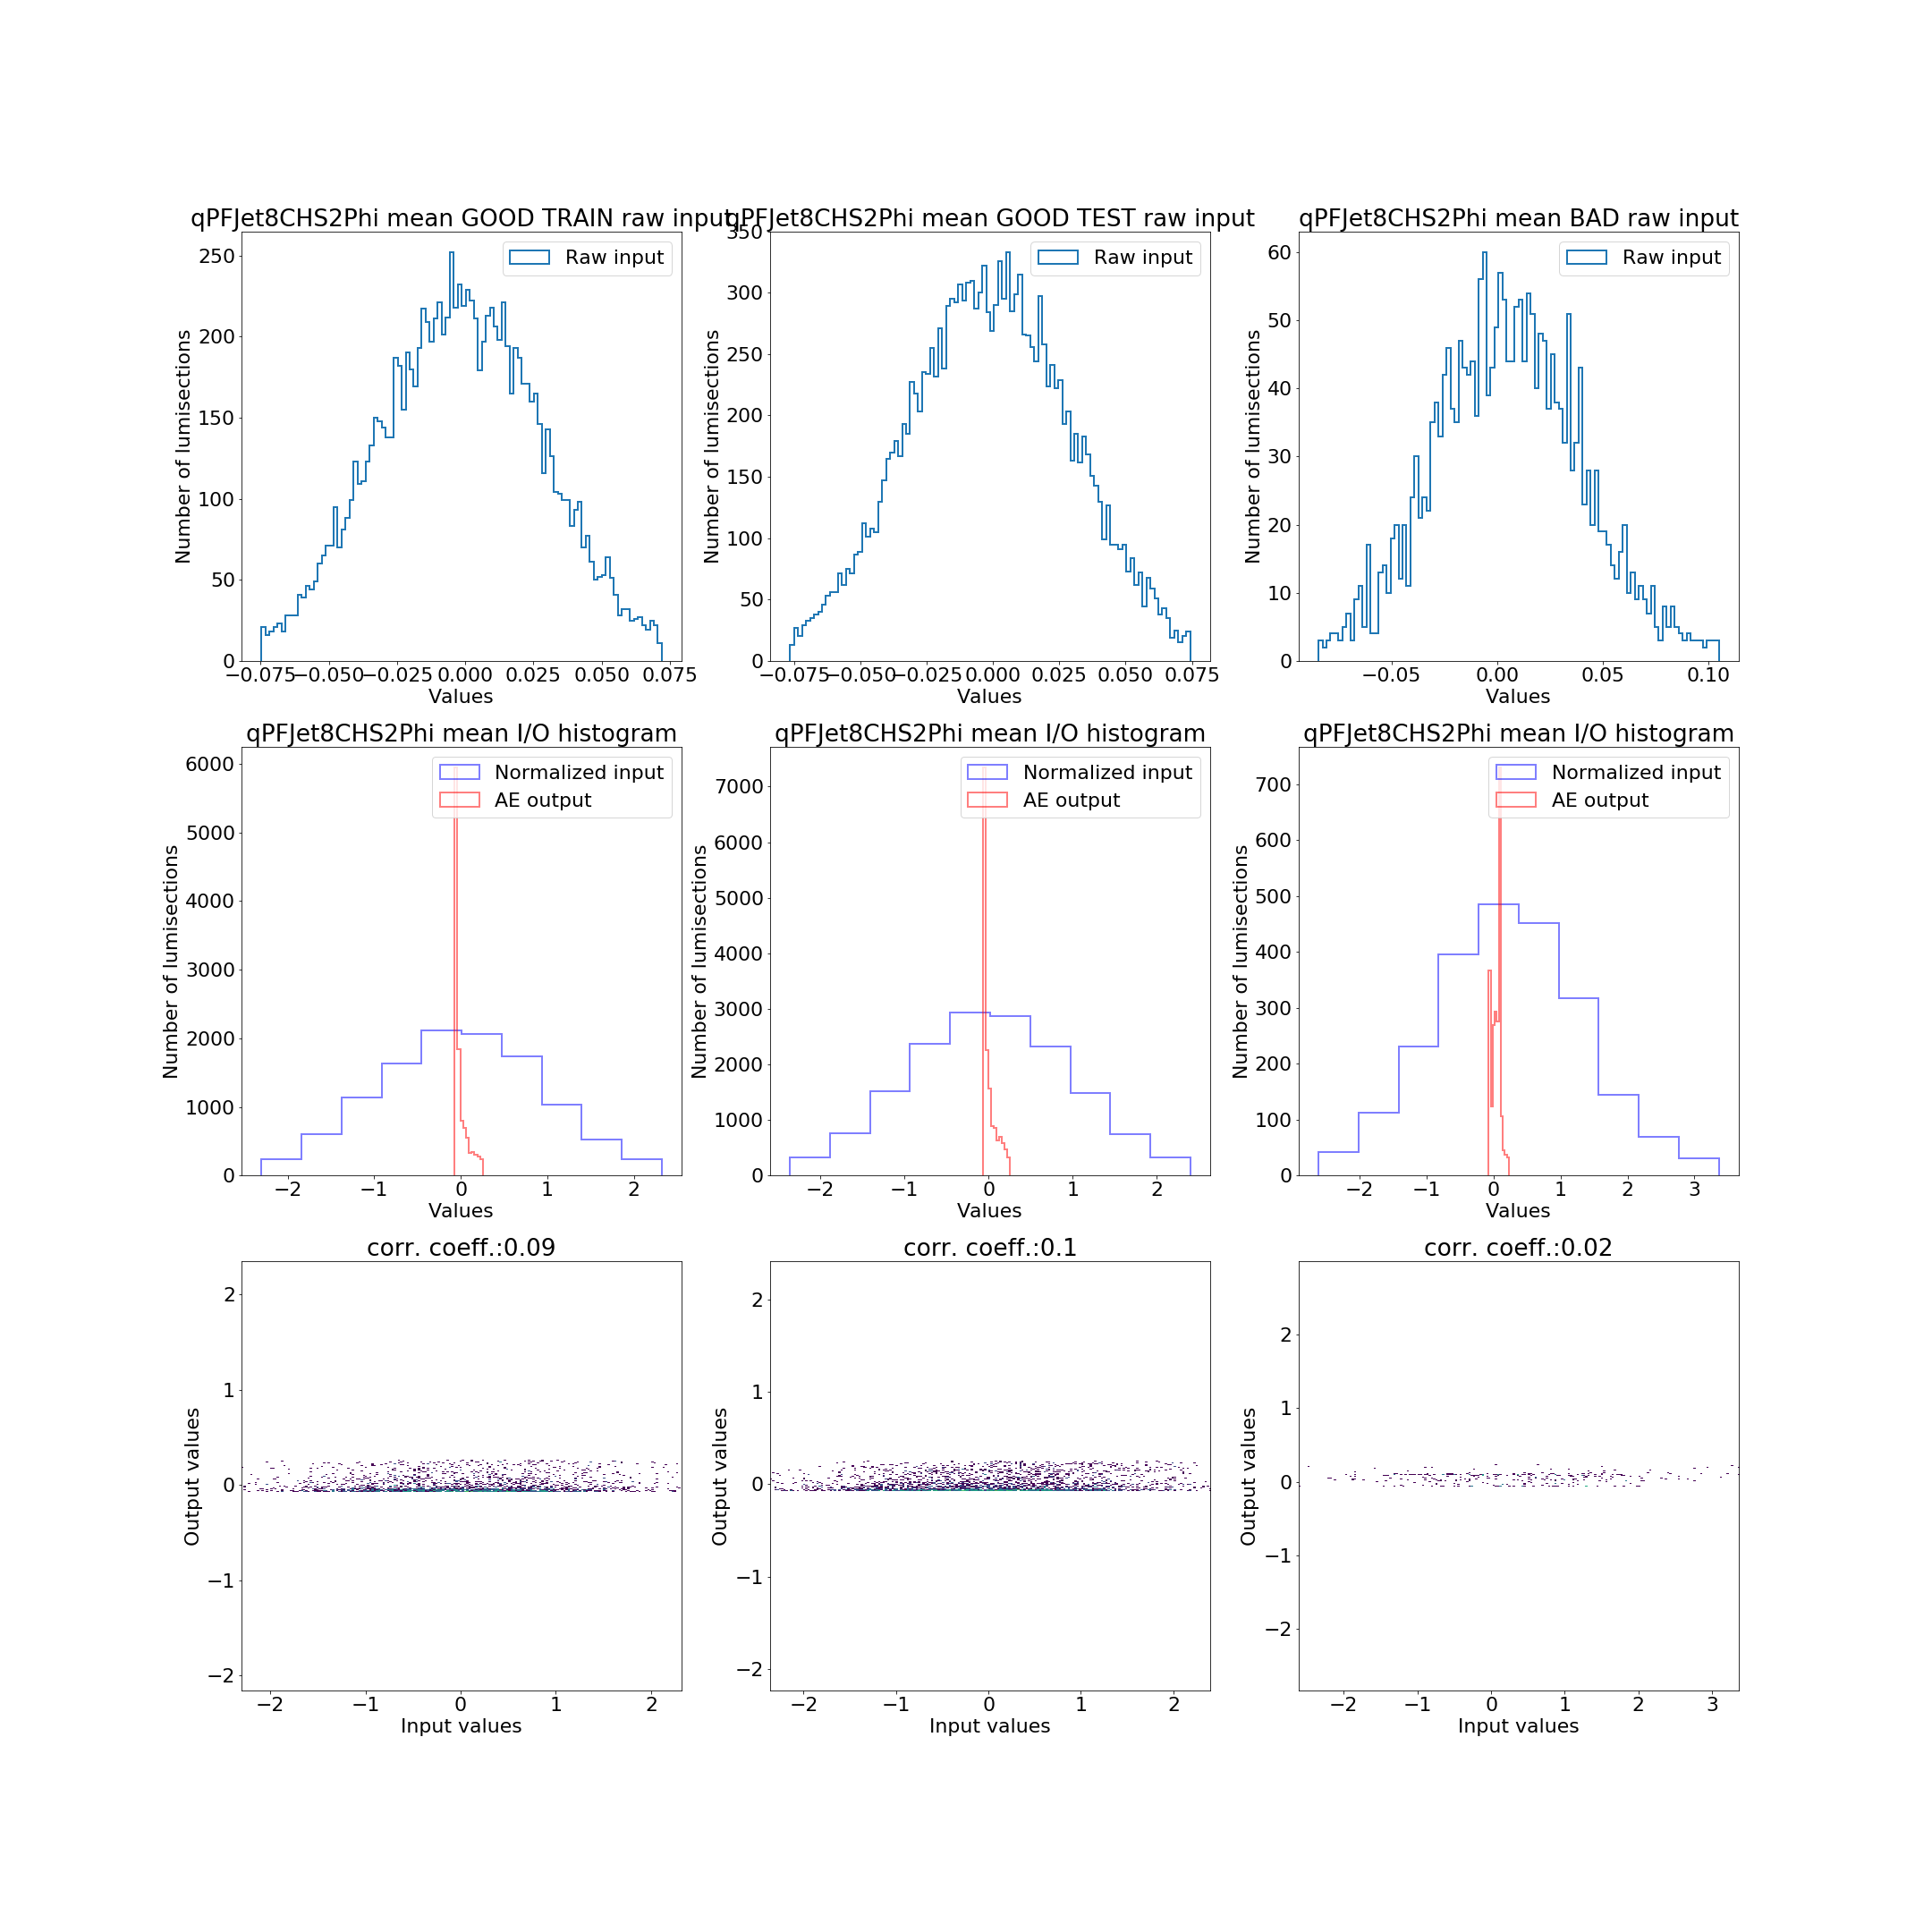 qPFJet8CHS2Phi mean GOOD TRAIN raw input
Raw input
250
200
150
100
50
0
Number of lumisections
−0.075 −0.050 −0.025 0.000 0.025 0.050 0.075
Values
qPFJet8CHS2Phi mean GOOD TEST raw input
Raw input
350
300
250
200
150
100
50
0
Number of lumisections
−0.075 −0.050 −0.025 0.000 0.025 0.050 0.075
Values
qPFJet8CHS2Phi mean BAD raw input
Raw input
60
50
40
30
20
10
0
Number of lumisections
−0.05 0.00 0.05 0.10
Values
qPFJet8CHS2Phi mean I/O histogram
Normalized input
AE output
6000
5000
4000
3000
2000
1000
0
Number of lumisections
−2 −1 0 1 2
Values
qPFJet8CHS2Phi mean I/O histogram
Normalized input
AE output
7000
6000
5000
4000
3000
2000
1000
0
Number of lumisections
−2 −1 0 1 2
Values
qPFJet8CHS2Phi mean I/O histogram
Normalized input
AE output
700
600
500
400
300
200
100
0
Number of lumisections
−2 −1 0 1 2 3
Values
corr. coeff.:0.09
2
1
0
−1
−2
Output values
−2 −1 0 1 2
Input values
corr. coeff.:0.1
2
1
0
−1
−2
Output values
−2 −1 0 1 2
Input values
corr. coeff.:0.02
2
1
0
−1
−2
Output values
−2 −1 0 1 2 3
Input values